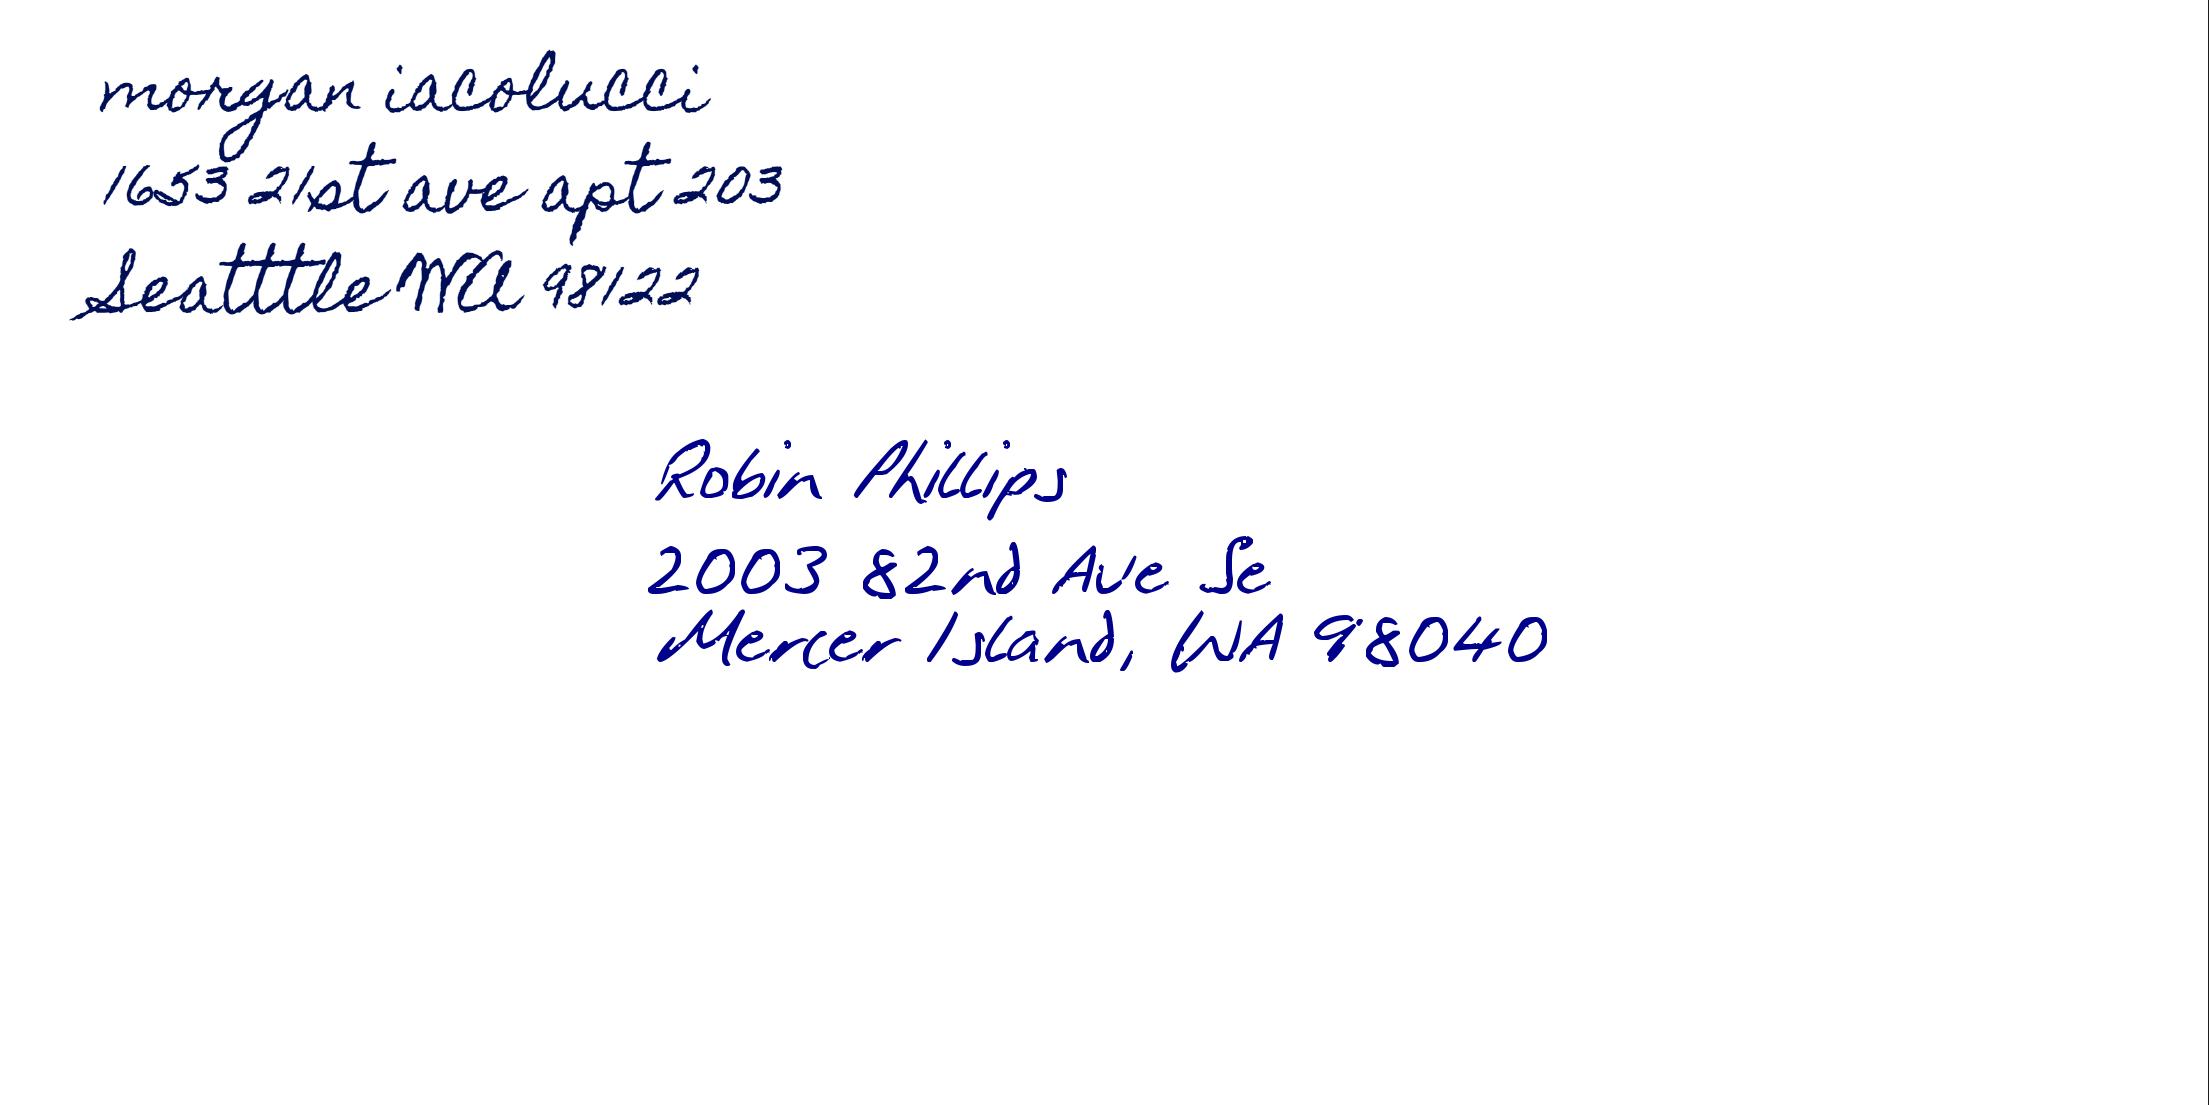 morgan iacolucci
1653 21st ave apt 203
Seatttle WA 98122
Robin Phillips
2003 82nd Ave Se
Mercer Island, WA 98040